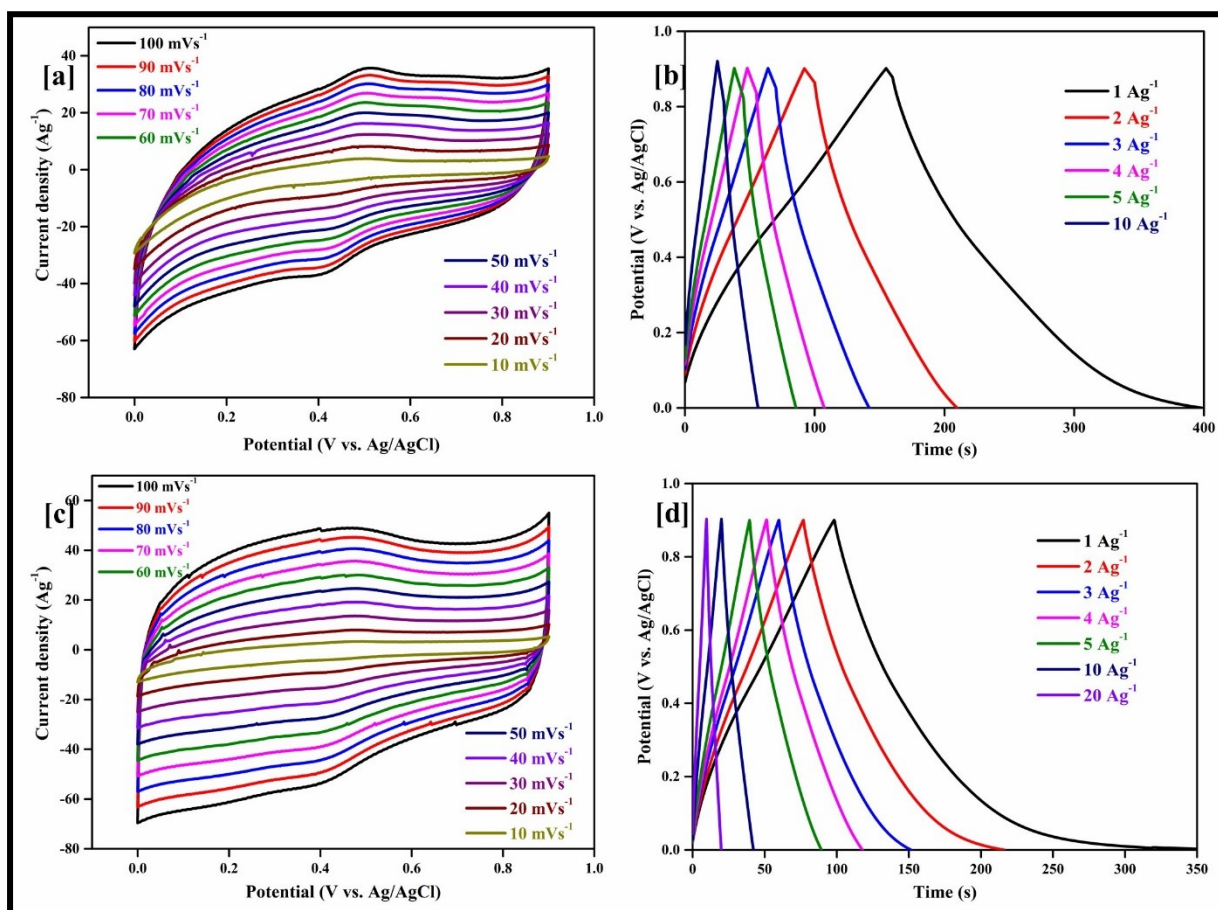 [a]
100 mVs⁻¹
90 mVs⁻¹
80 mVs⁻¹
70 mVs⁻¹
60 mVs⁻¹
50 mVs⁻¹
40 mVs⁻¹
30 mVs⁻¹
20 mVs⁻¹
10 mVs⁻¹
40
20
0
-20
-40
-60
-80
Current density (Ag⁻¹)
0.0 0.2 0.4 0.6 0.8 1.0
Potential (V vs. Ag/AgCl)
[b]
1 Ag⁻¹
2 Ag⁻¹
3 Ag⁻¹
4 Ag⁻¹
5 Ag⁻¹
10 Ag⁻¹
1.0
0.8
0.6
0.4
0.2
0.0
Potential (V vs. Ag/AgCl)
0 100 200 300 400
Time (s)
[c]
100 mVs⁻¹
90 mVs⁻¹
80 mVs⁻¹
70 mVs⁻¹
60 mVs⁻¹
50 mVs⁻¹
40 mVs⁻¹
30 mVs⁻¹
20 mVs⁻¹
10 mVs⁻¹
60
40
20
0
-20
-40
-60
-80
Current density (Ag⁻¹)
0.0 0.2 0.4 0.6 0.8 1.0
Potential (V vs. Ag/AgCl)
[d]
1 Ag⁻¹
2 Ag⁻¹
3 Ag⁻¹
4 Ag⁻¹
5 Ag⁻¹
10 Ag⁻¹
20 Ag⁻¹
1.0
0.8
0.6
0.4
0.2
0.0
Potential (V vs. Ag/AgCl)
0 50 100 150 200 250 300 350
Time (s)